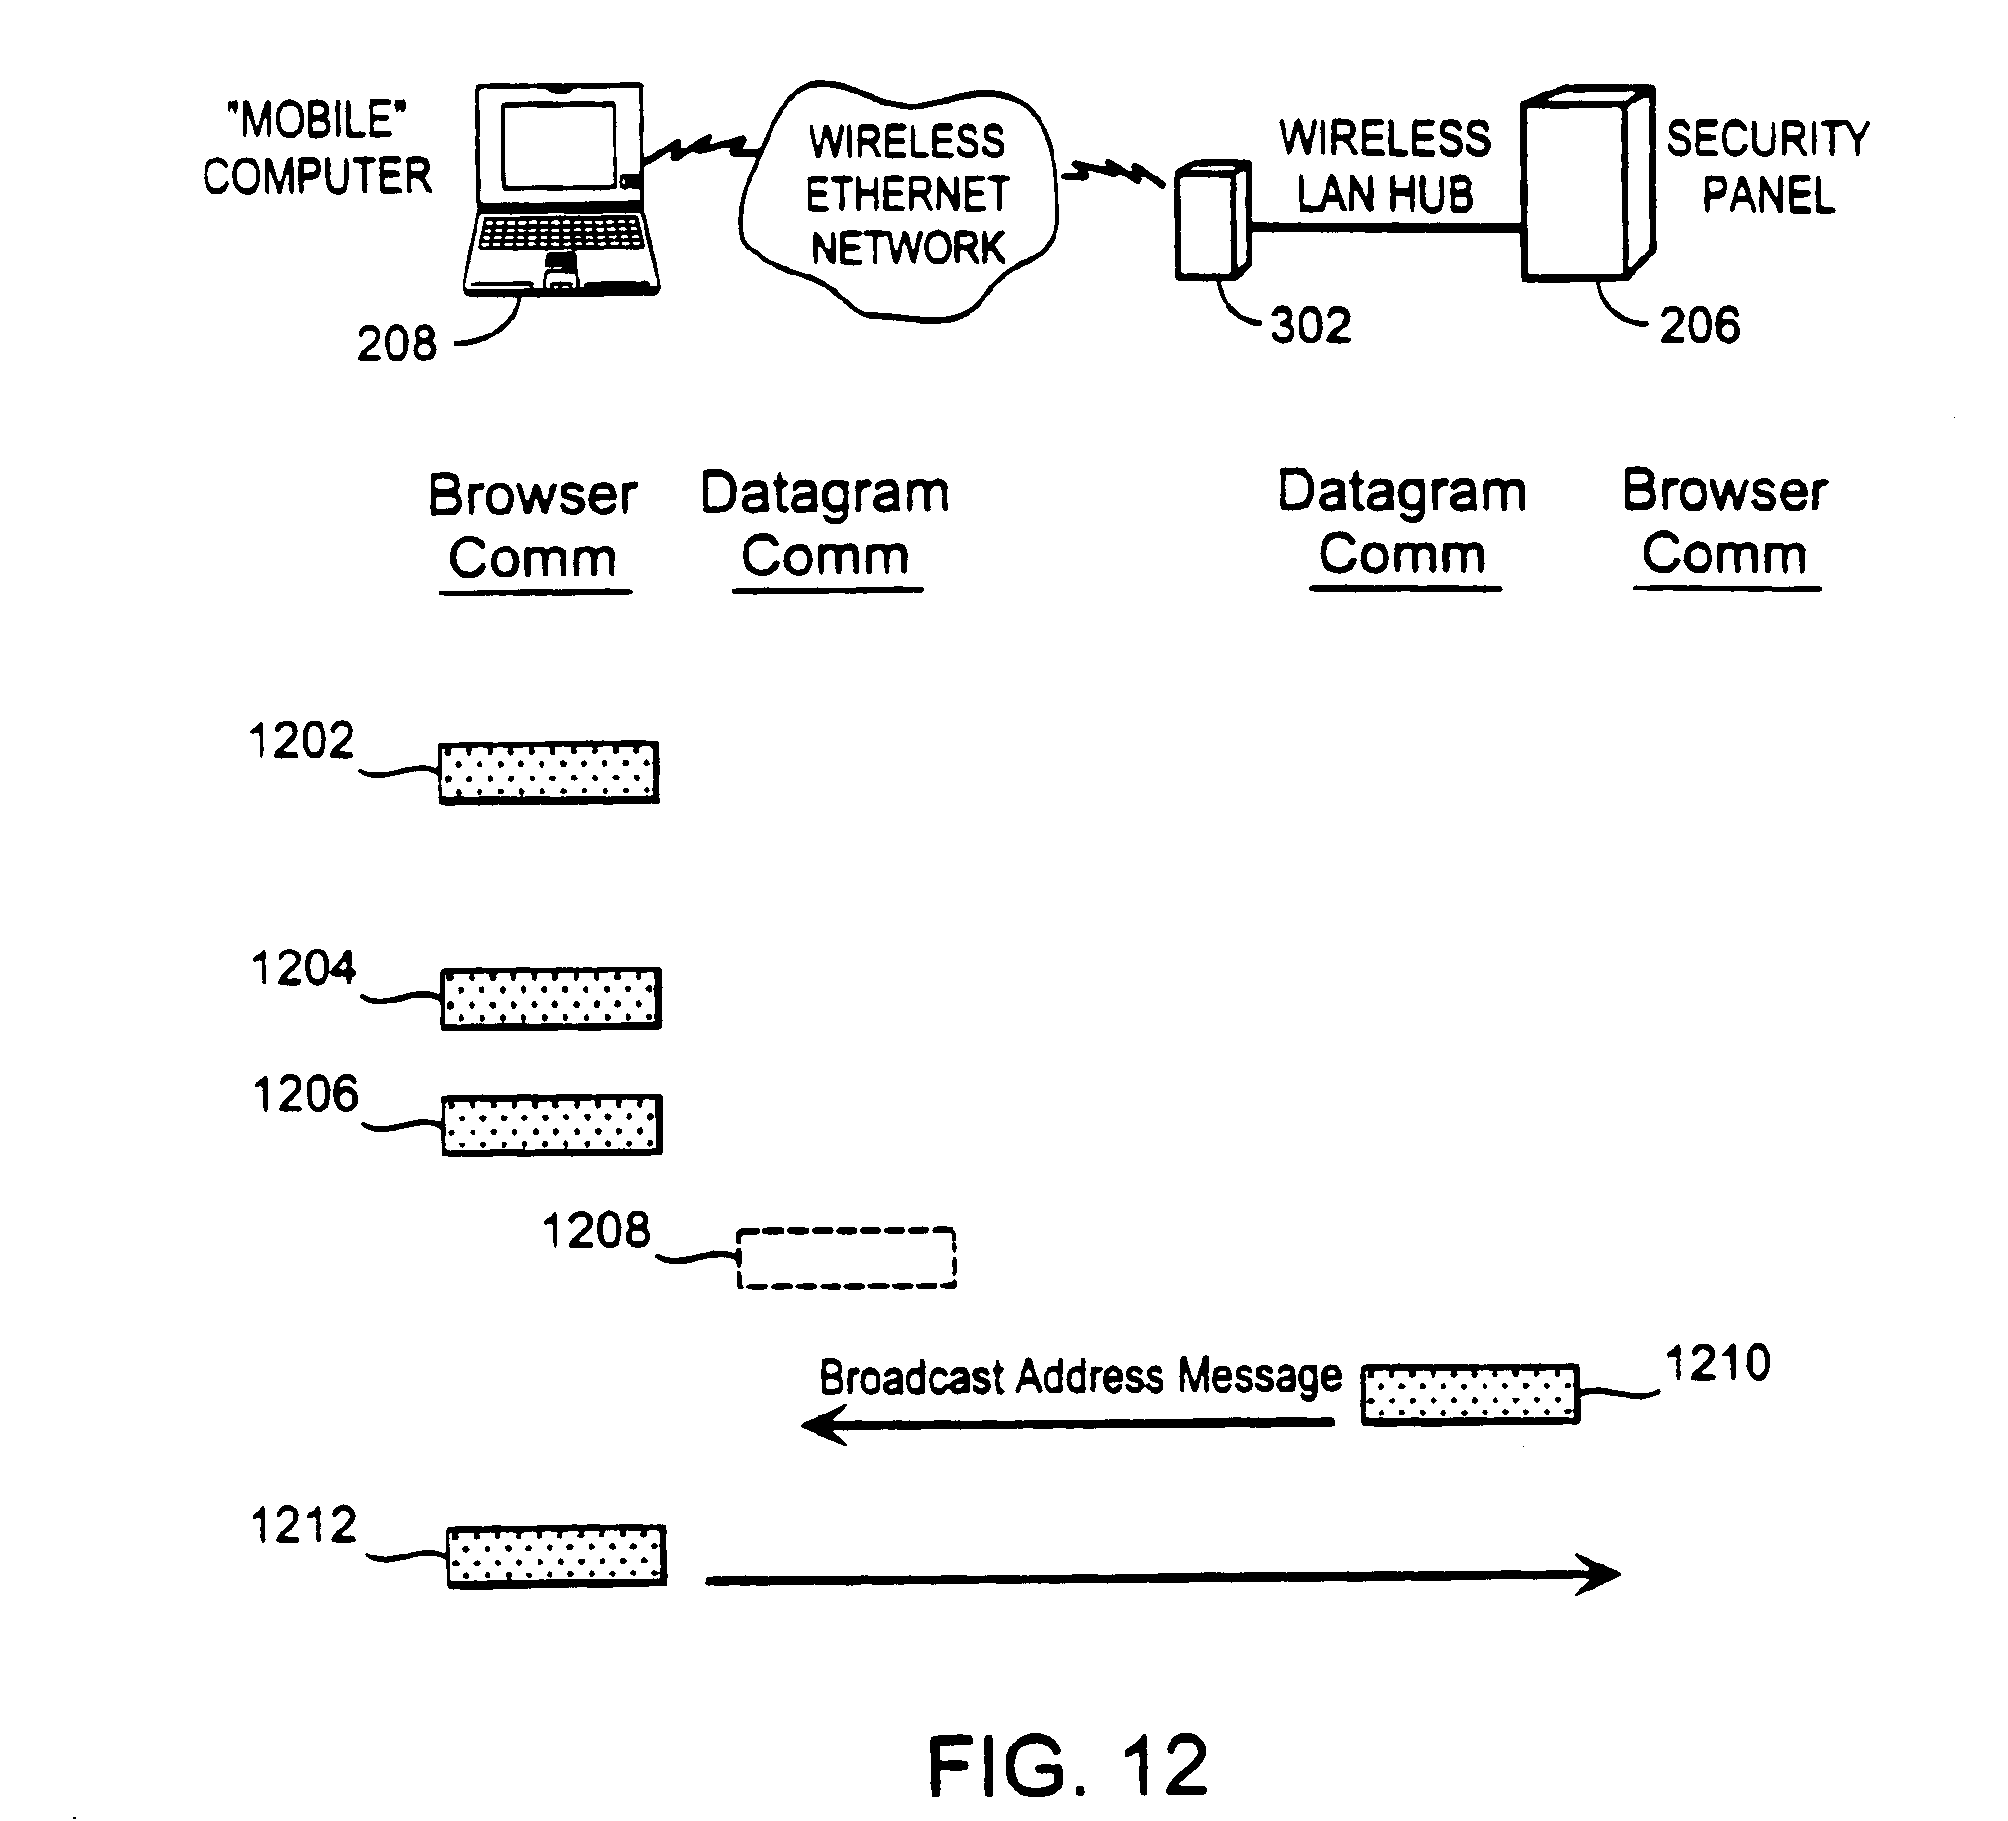 "MOBILE"
COMPUTER
WIRELESS
ETHERNET
NETWORK
WIRELESS
LAN HUB
SECURITY
PANEL
208
302
206
Browser
Comm
Datagram
Comm
Datagram
Comm
Browser
Comm
1202
1204
1206
1208
Broadcast Address Message
1210
1212
FIG. 12